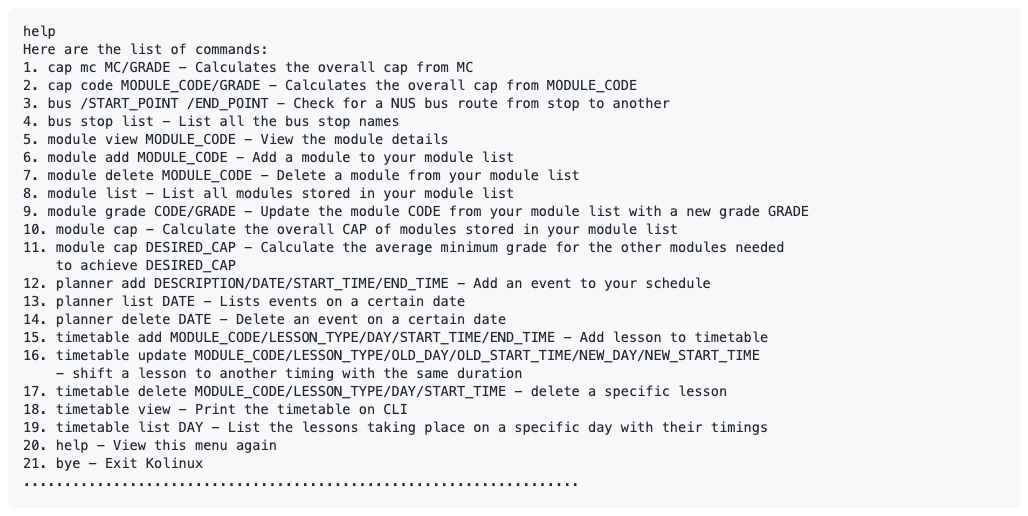 help
Here are the list of commands:
1. cap mc MC/GRADE – Calculates the overall cap from MC
2. cap code MODULE_CODE/GRADE – Calculates the overall cap from MODULE_CODE
3. bus /START_POINT /END_POINT – Check for a NUS bus route from stop to another
4. bus stop list – List all the bus stop names
5. module view MODULE_CODE – View the module details
6. module add MODULE_CODE – Add a module to your module list
7. module delete MODULE_CODE – Delete a module from your module list
8. module list – List all modules stored in your module list
9. module grade CODE/GRADE – Update the module CODE from your module list with a new grade GRADE
10. module cap – Calculate the overall CAP of modules stored in your module list
11. module cap DESIRED_CAP – Calculate the average minimum grade for the other modules needed
    to achieve DESIRED_CAP
12. planner add DESCRIPTION/DATE/START_TIME/END_TIME – Add an event to your schedule
13. planner list DATE – Lists events on a certain date
14. planner delete DATE – Delete an event on a certain date
15. timetable add MODULE_CODE/LESSON_TYPE/DAY/START_TIME/END_TIME – Add lesson to timetable
16. timetable update MODULE_CODE/LESSON_TYPE/OLD_DAY/OLD_START_TIME/NEW_DAY/NEW_START_TIME
    – shift a lesson to another timing with the same duration
17. timetable delete MODULE_CODE/LESSON_TYPE/DAY/START_TIME – delete a specific lesson
18. timetable view – Print the timetable on CLI
19. timetable list DAY – List the lessons taking place on a specific day with their timings
20. help – View this menu again
21. bye – Exit Kolinux
....................................................................